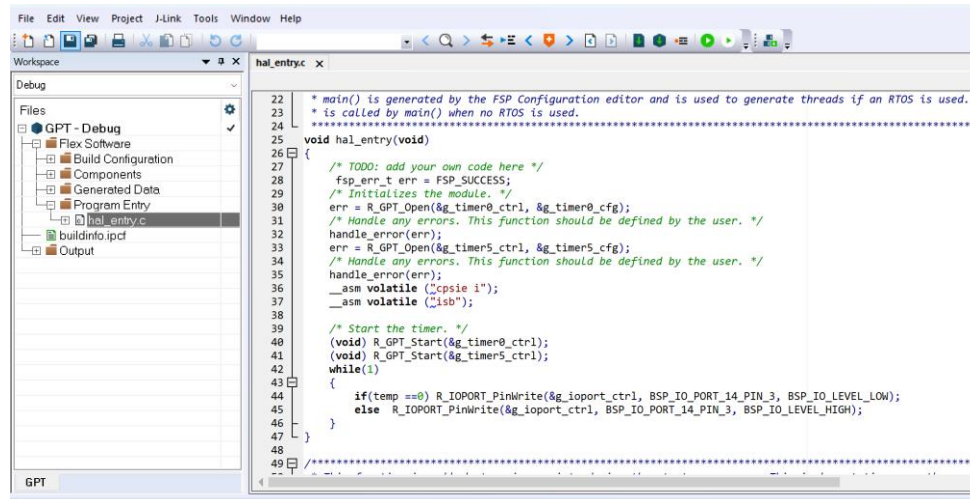 File Edit View Project J-Link Tools Window Help
Workspace
hal_entry.c x
Debug
Files
GPT - Debug
Flex Software
Build Configuration
Components
Generated Data
Program Entry
hal_entry.c
buildinfo.ipcf
Output
GPT
22 * main() is generated by the FSP Configuration editor and is used to generate threads if an RTOS is used.
23 * is called by main() when no RTOS is used.
24 **********************************************************************************************************
25 void hal_entry(void)
26 {
27 /* TODO: add your own code here */
28 fsp_err_t err = FSP_SUCCESS;
29 /* Initializes the module. */
30 err = R_GPT_Open(&g_timer0_ctrl, &g_timer0_cfg);
31 /* Handle any errors. This function should be defined by the user. */
32 handle_error(err);
33 err = R_GPT_Open(&g_timer5_ctrl, &g_timer5_cfg);
34 /* Handle any errors. This function should be defined by the user. */
35 handle_error(err);
36 __asm volatile ("cpsie i");
37 __asm volatile ("isb");
38
39 /* Start the timer. */
40 (void) R_GPT_Start(&g_timer0_ctrl);
41 (void) R_GPT_Start(&g_timer5_ctrl);
42 while(1)
43 {
44 if(temp ==0) R_IOPORT_PinWrite(&g_ioport_ctrl, BSP_IO_PORT_14_PIN_3, BSP_IO_LEVEL_LOW);
45 else R_IOPORT_PinWrite(&g_ioport_ctrl, BSP_IO_PORT_14_PIN_3, BSP_IO_LEVEL_HIGH);
46 }
47 }
48
49 /*********************************************************************************************************